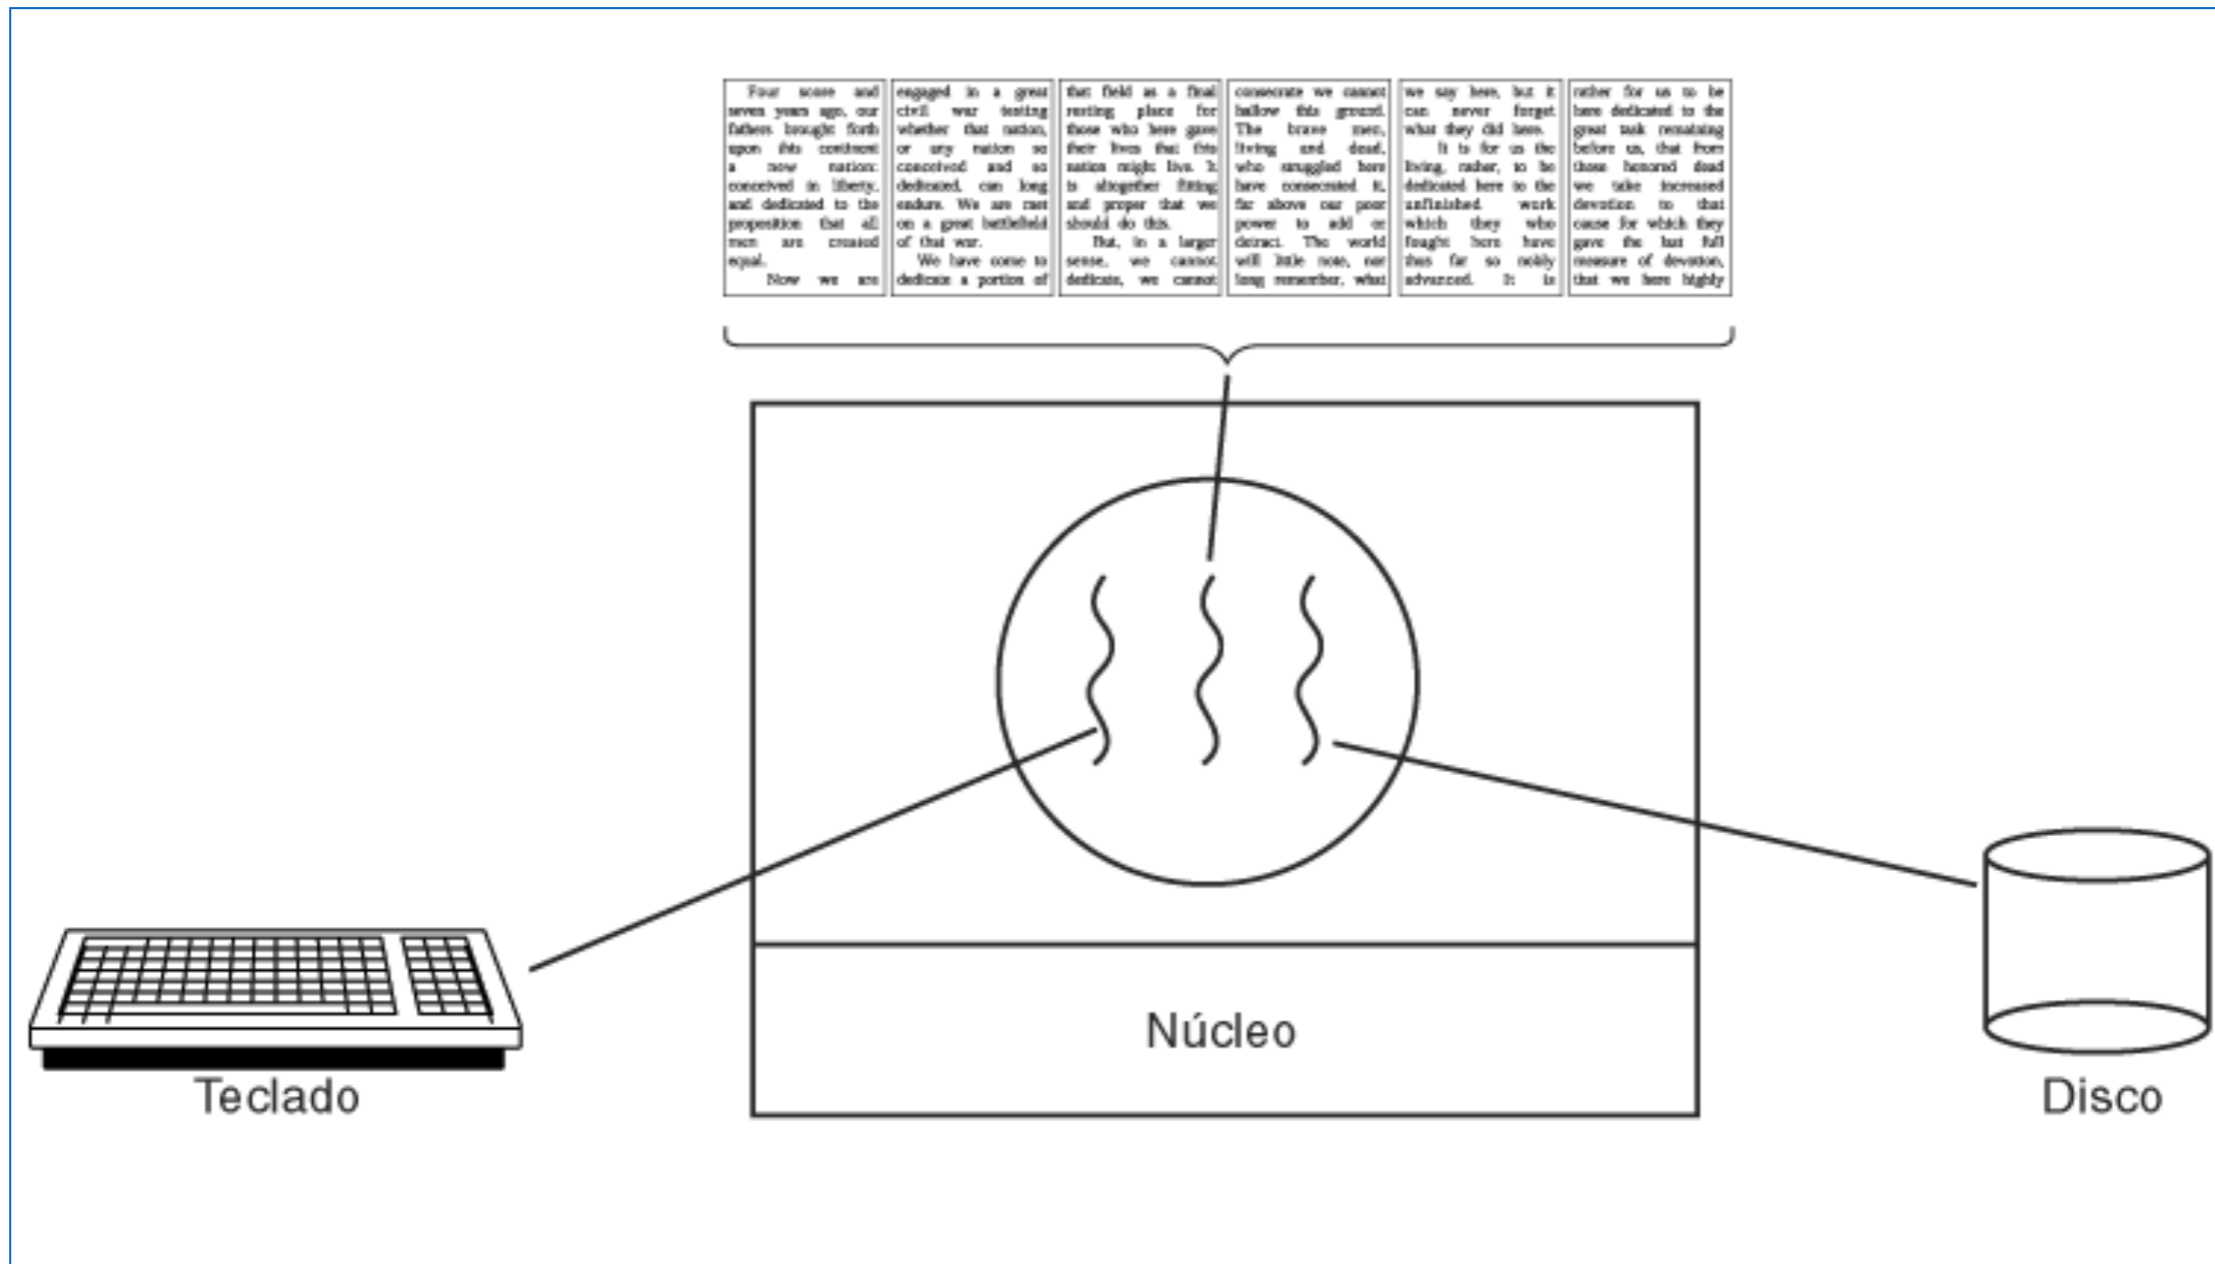 Four score and
seven years ago, our
fathers brought forth
upon this continent
a new nation:
conceived in liberty,
and dedicated to the
proposition that all
men are created
equal.
Now we are
engaged in a great
civil war testing
whether that nation,
or any nation so
conceived and so
dedicated, can long
endure. We are met
on a great battlefield
of that war.
We have come to
dedicate a portion of
that field as a final
resting place for
those who here gave
their lives that this
nation might live. It
is altogether fitting
and proper that we
should do this.
But, in a larger
sense, we cannot
dedicate, we cannot
consecrate we cannot
hallow this ground.
The brave men,
living and dead,
who struggled here
have consecrated it,
far above our poor
power to add or
detract. The world
will little note, nor
long remember, what
we say here, but it
can never forget
what they did here.
It is for us the
living, rather, to be
dedicated here to the
unfinished work
which they who
fought here have
thus far so nobly
advanced. It is
rather for us to be
here dedicated to the
great task remaining
before us, that from
these honored dead
we take increased
devotion to that
cause for which they
gave the last full
measure of devotion,
that we here highly
Núcleo
Teclado
Disco